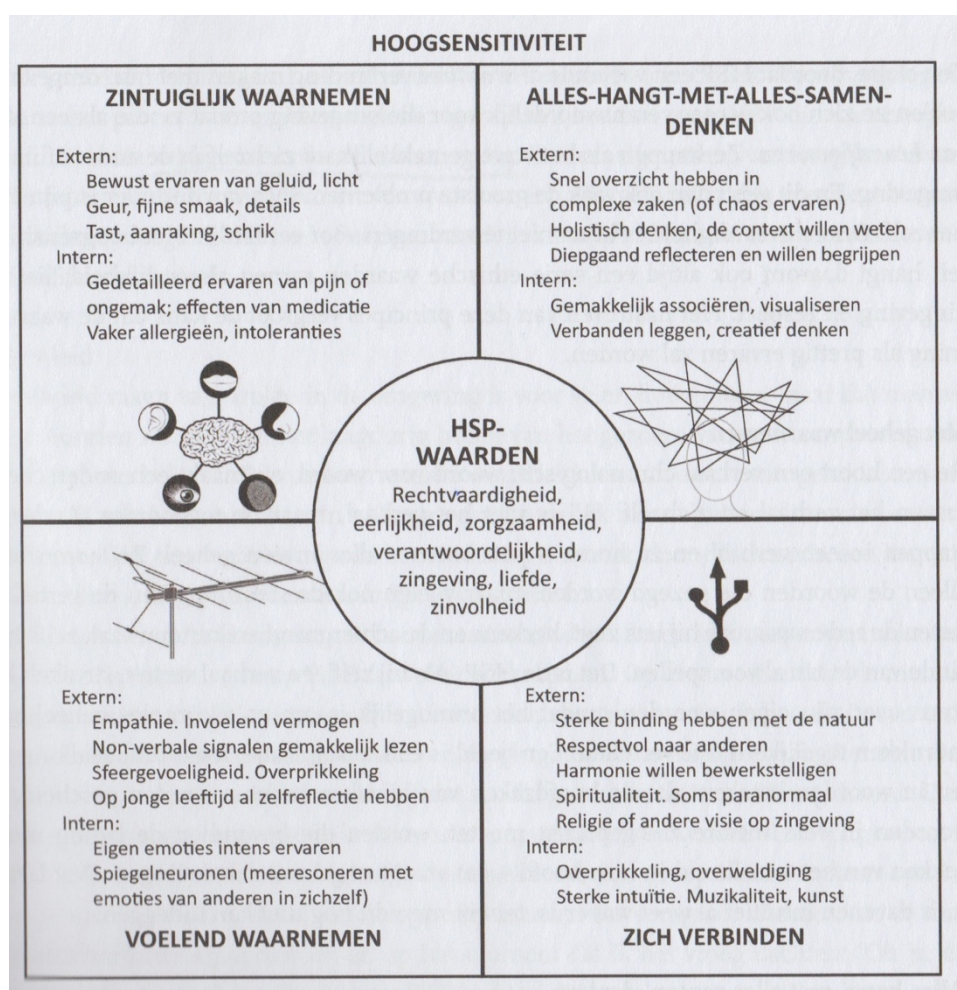 HOOGSENSITIVITEIT
ZINTUGLIJK WAARNEMEN
Extern:
Bewust ervaren van geluid, licht
Geur, fijne smaak, details
Tast, aanraking, schrik
Intern:
Gedetailleerd ervaren van pijn of
ongemak, effecten van medicatie
Vaker allergieën, intolerantie's
ALLES-HANGT-MET-ALLES-SAMEN-
DENKEN
Extern:
Snel overzicht hebben in
complexe zaken (of chaos ervaren)
Holistisch denken, de context willen weten
Diepgaand reflecteren en willen begrijpen
Intern:
Gemakkelijk associëren, visualiseren
Verbanden leggen, creatief denken
HSP-
WAARDEN
Rechtvaardigheid,
eerlijkheid, zorgzaamheid,
verantwoordelijkheid,
zingeving, liefde,
zinvolheid
Extern:
Empathie. Invoelend vermogen
Non-verbale signalen gemakkelijk lezen
Sfeergevoeligheid. Overprikkeling
Op jonge leeftijd al zelfreflectie hebben
Intern:
Eigen emoties intens ervaren
Spiegelneuronen (meeresoneren met
emoties van anderen in zichzelf)
VOELEND WAARNEMEN
Extern:
Sterke binding hebben met de natuur
Respectvol naar anderen
Harmonie willen bewerkstelligen
Spiritualiteit. Soms paranormaal
Religie of andere visie op zingeving
Intern:
Overprikkeling, overweldiging
Sterke intuïtie. Muzikaliteit, kunst
ZICH VERBINDEN